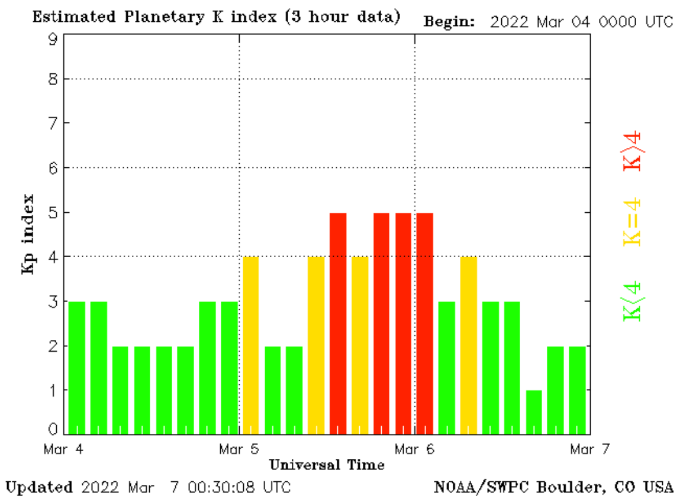 Estimated Planetary K index (3 hour data) Begin: 2022 Mar 04 0000 UTC
9
8
7
6
5
4
3
2
1
0
Kp index
K>4
K=4
K<4
Mar 4 Mar 5 Mar 6 Mar 7
Universal Time
Updated 2022 Mar 7 00:30:08 UTC NOAA/SWPC Boulder, CO USA